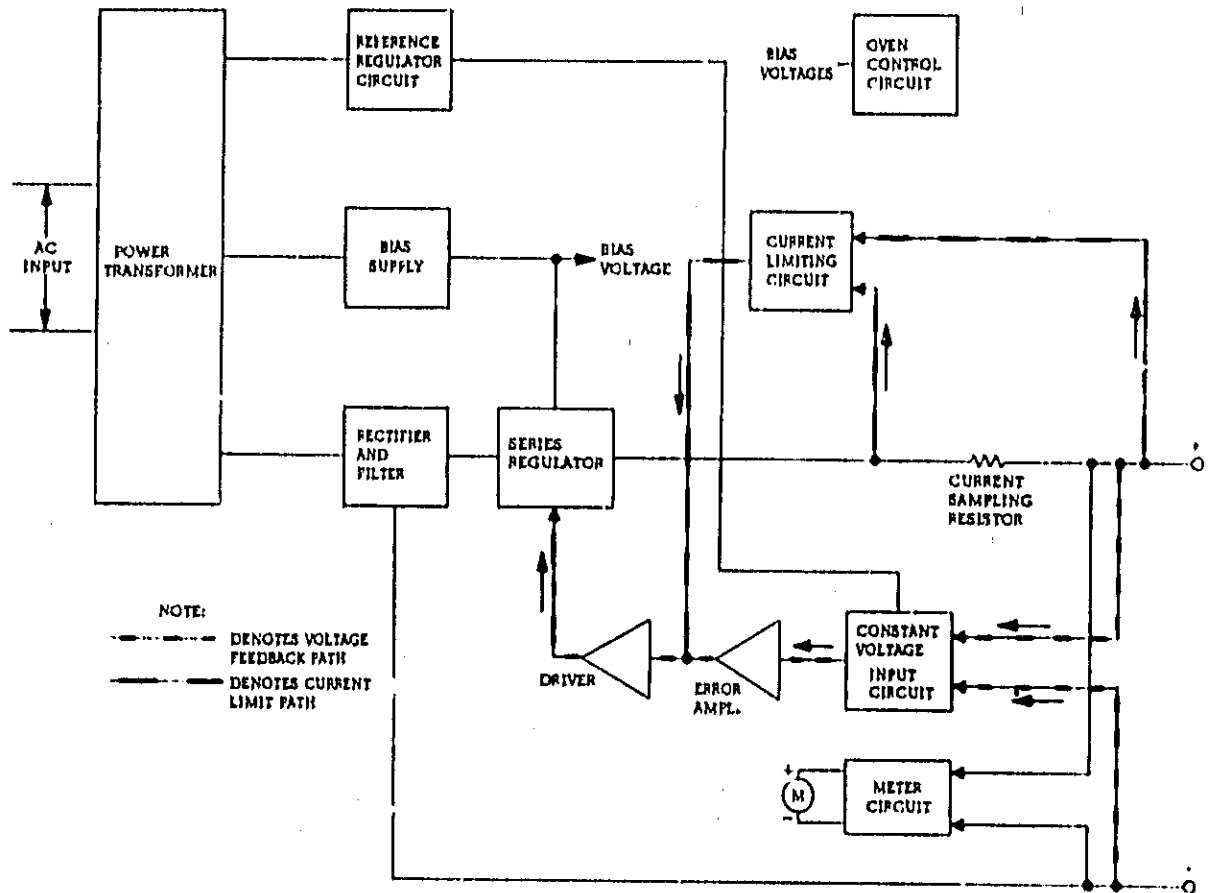 REFERENCE
REGULATOR
CIRCUIT
BIAS
VOLTAGES
OVEN
CONTROL
CIRCUIT
AC
INPUT
POWER
TRANSFORMER
BIAS
SUPPLY
BIAS
VOLTAGE
CURRENT
LIMITING
CIRCUIT
RECTIFIER
AND
FILTER
SERIES
REGULATOR
+
CURRENT
SAMPLING
RESISTOR
NOTE:
DENOTES VOLTAGE
FEEDBACK PATH
DENOTES CURRENT
LIMIT PATH
DRIVER
ERROR
AMPL.
CONSTANT
VOLTAGE
INPUT
CIRCUIT
+
M
-
METER
CIRCUIT